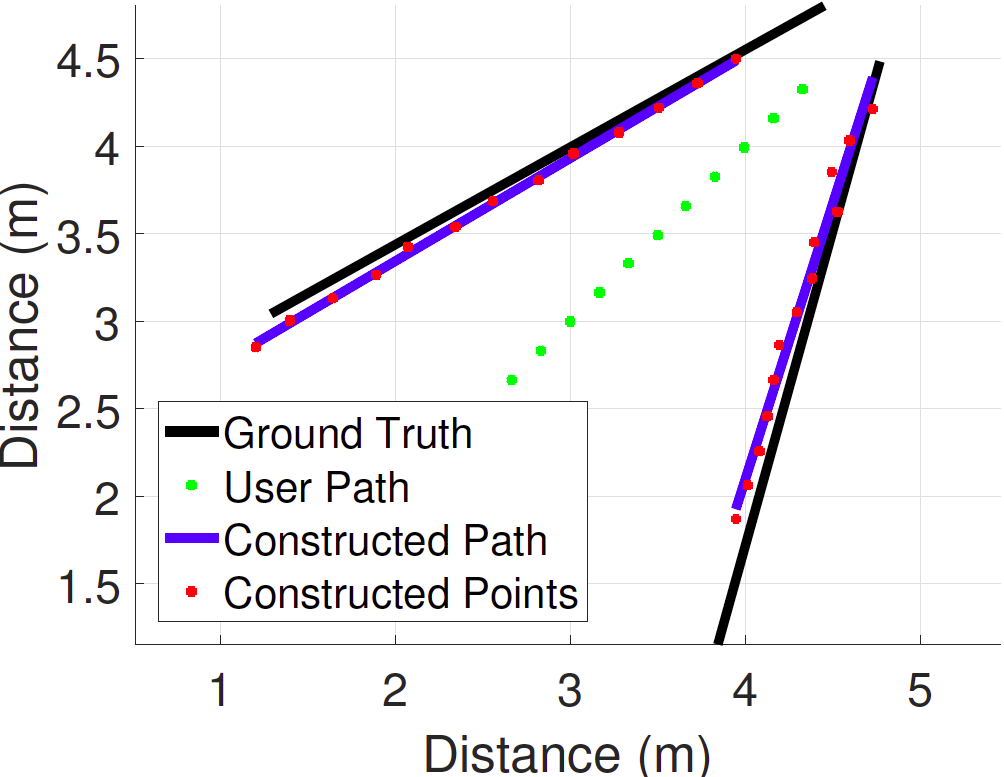 4.5
4
3.5
3
2.5
2
1.5
Distance (m)
Ground Truth
User Path
Constructed Path
Constructed Points
1 2 3 4 5
Distance (m)